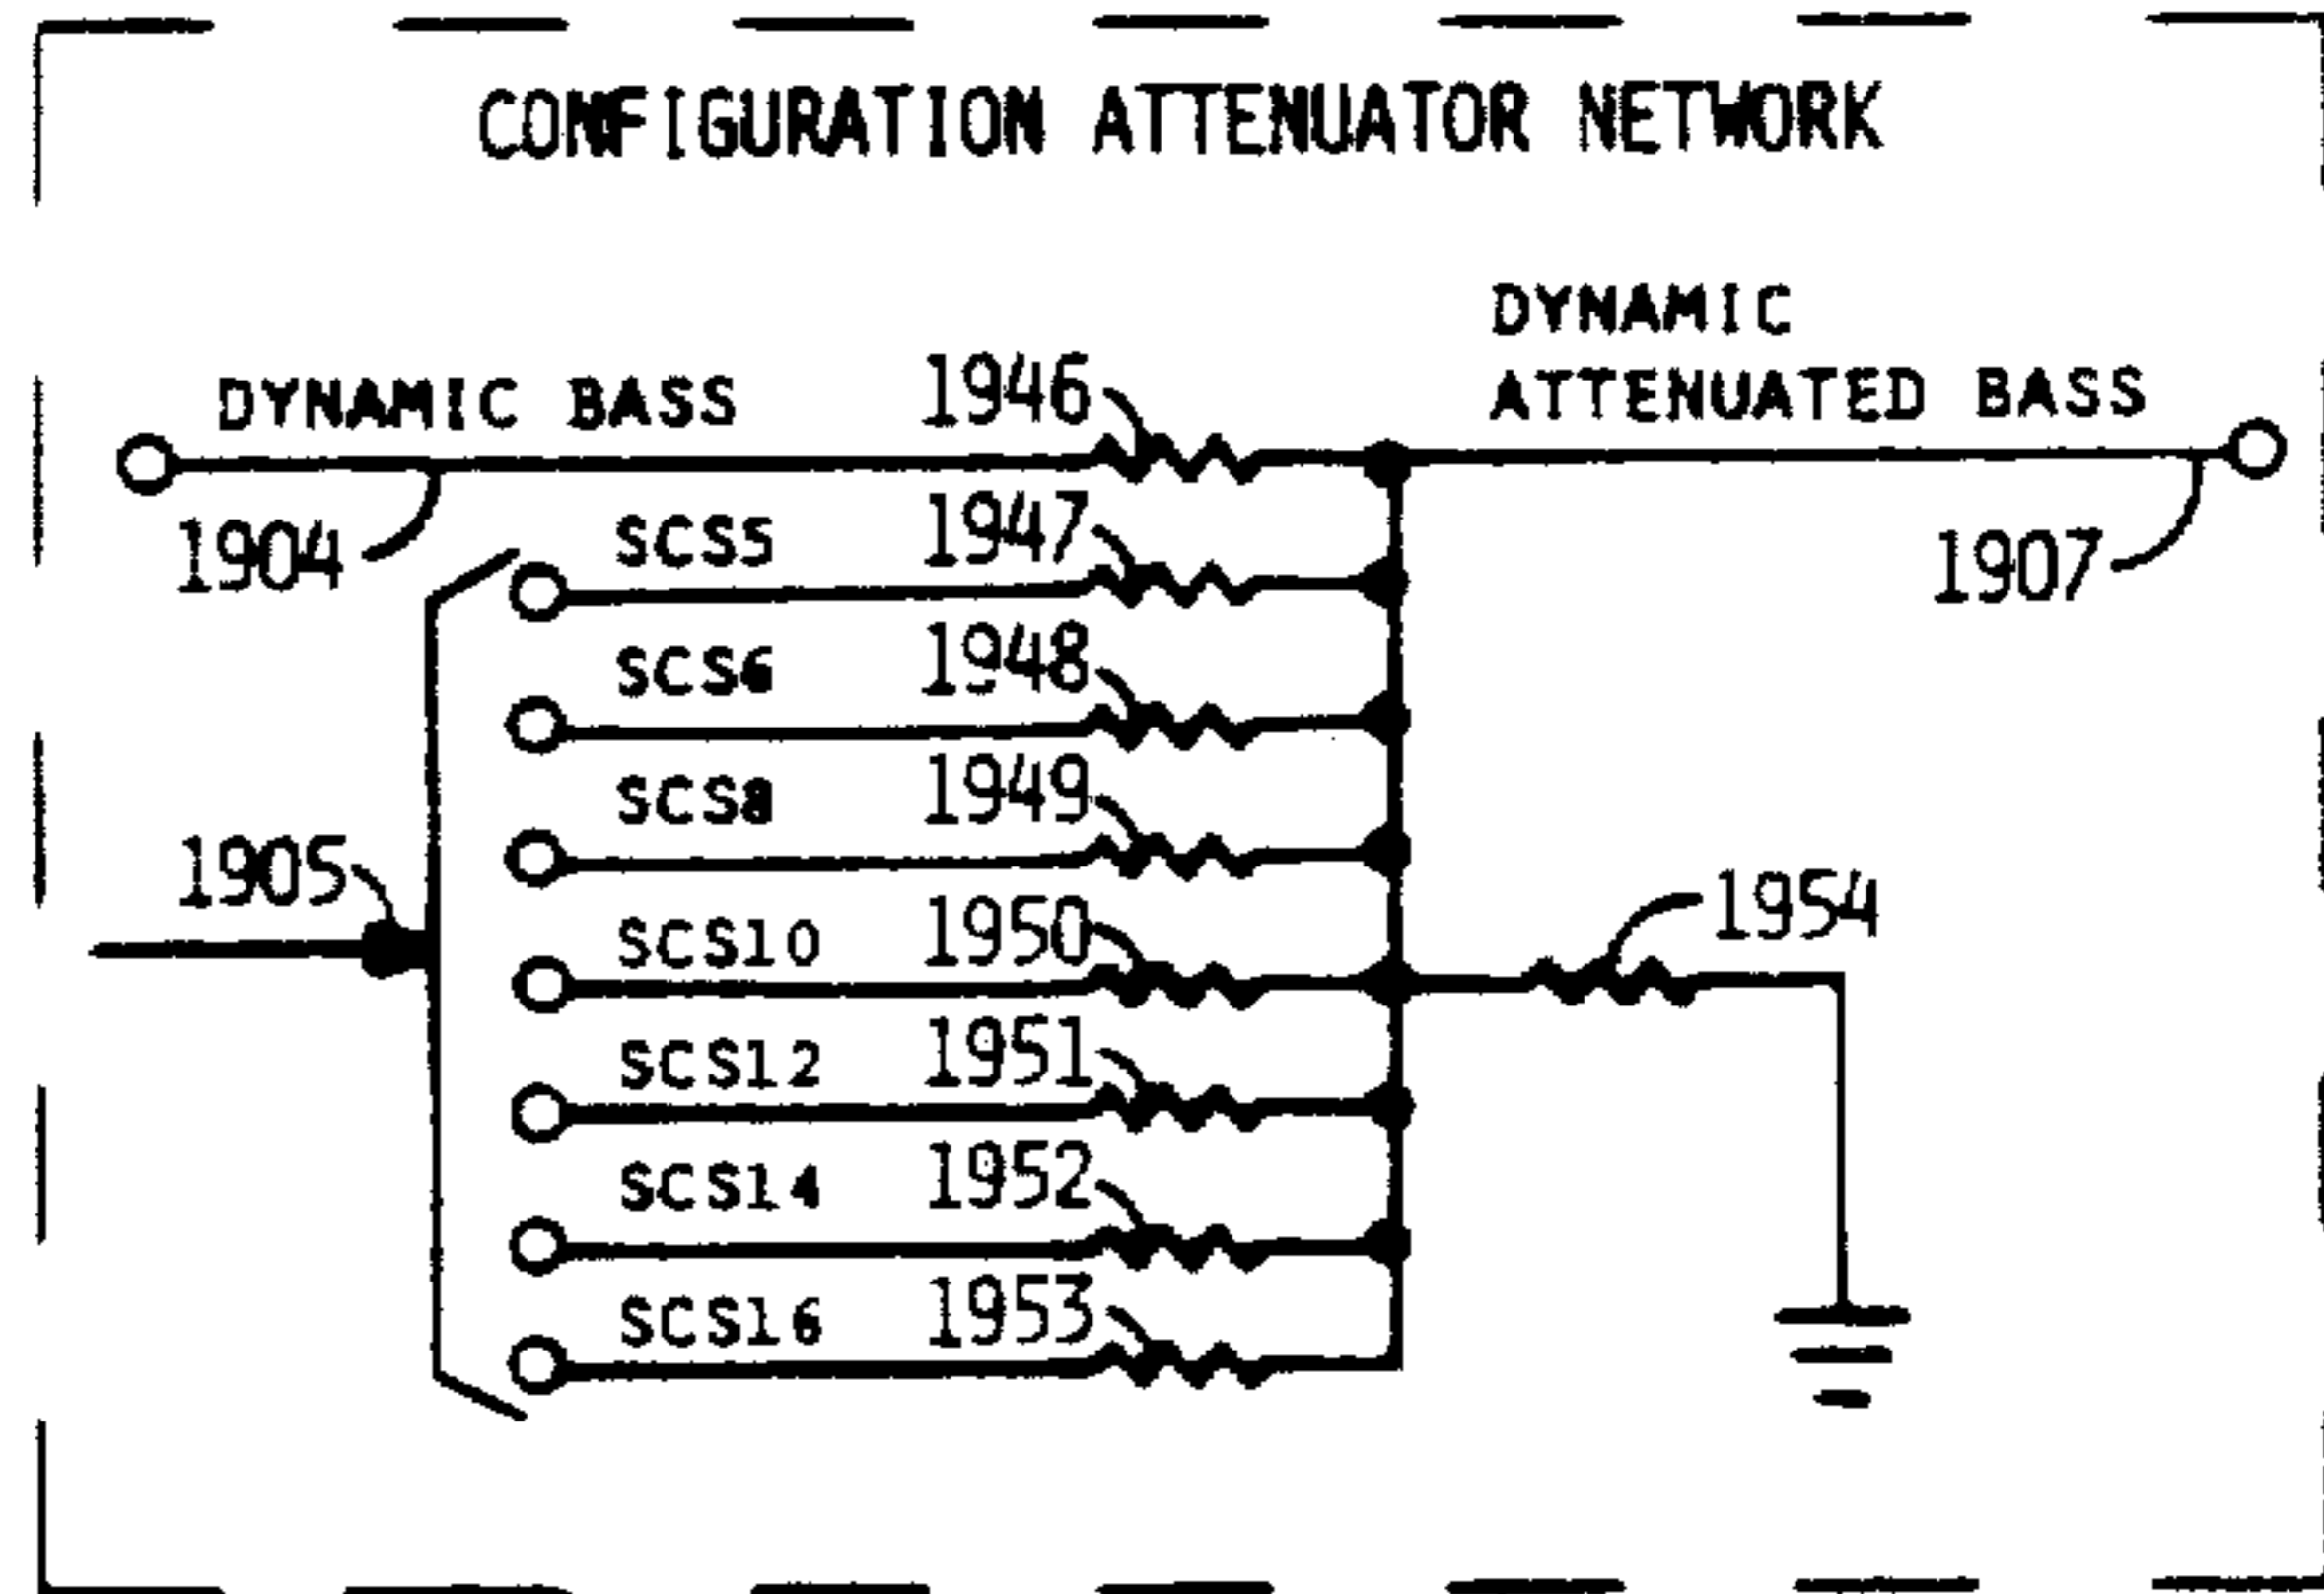 CONFIGURATION ATTENUATOR NETWORK
DYNAMIC
ATTENUATED BASS
DYNAMIC BASS 1946
1904 SCS5 1947 1907
SCS6 1948
SCS8 1949
1905
SCS10 1950 1954
SCS12 1951
SCS14 1952
SCS16 1953